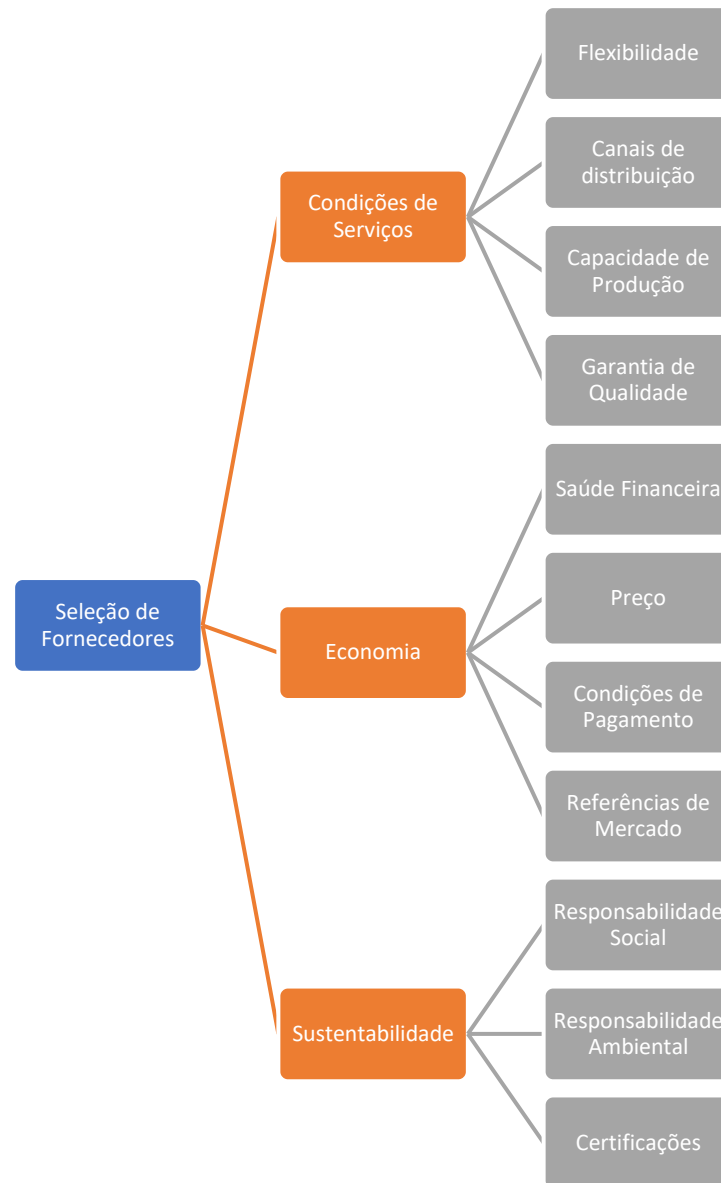 Flexibilidade
Canais de
distribuição
Condições de
Serviços
Capacidade de
Produção
Garantia de
Qualidade
Saúde Financeira
Seleção de
Fornecedores
Economia
Preço
Condições de
Pagamento
Referências de
Mercado
Responsabilidade
Social
Sustentabilidade
Responsabilidade
Ambiental
Certificações